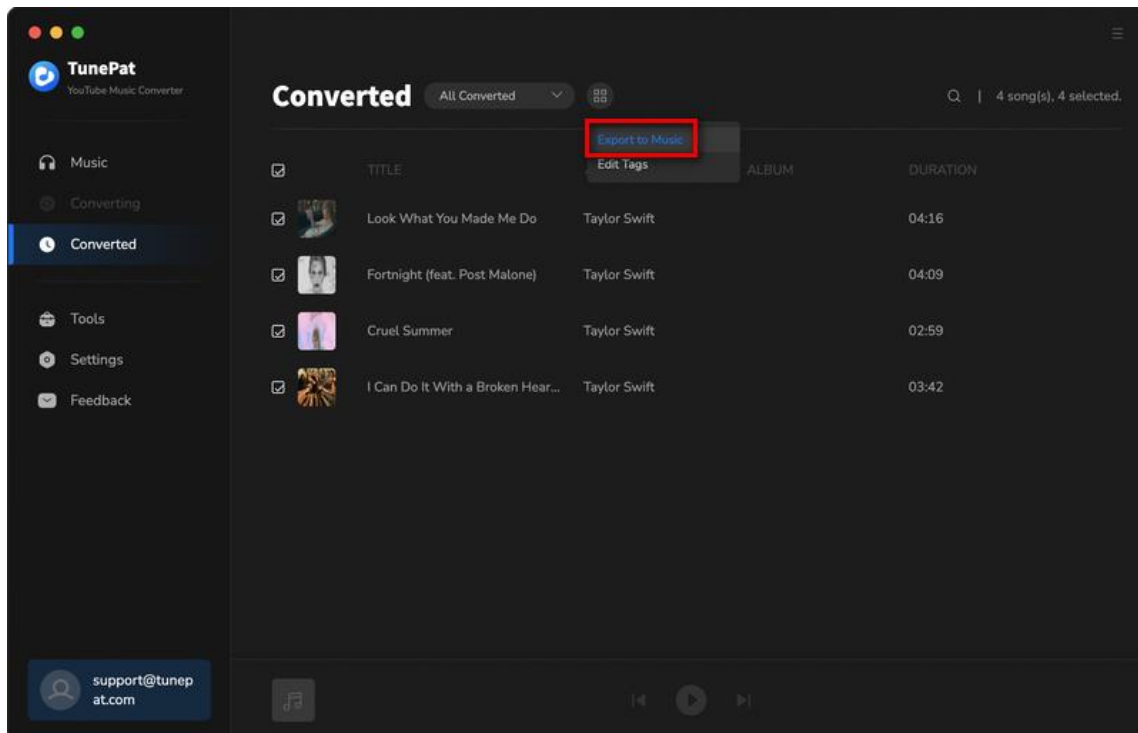 TunePat
YouTube Music Converter
Music
Converting
Converted
Tools
Settings
Feedback
support@tunep
at.com
Converted
All Converted
| 4 song(s), 4 selected.
Export to Music
Edit Tags
TITLE ALBUM DURATION
Look What You Made Me Do Taylor Swift 04:16
Fortnight (feat. Post Malone) Taylor Swift 04:09
Cruel Summer Taylor Swift 02:59
I Can Do It With a Broken Hear... Taylor Swift 03:42